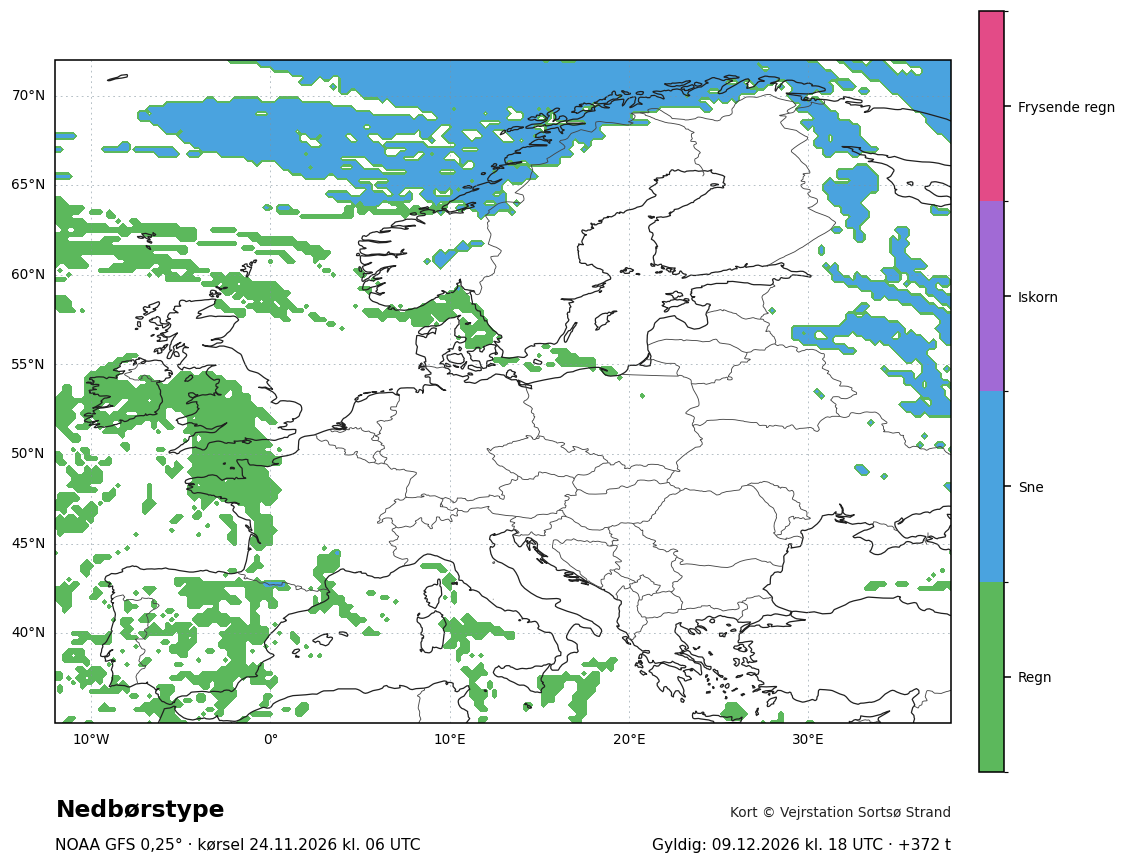 70°N
65°N
60°N
55°N
50°N
45°N
40°N
10°W
0°
10°E
20°E
30°E
Frysende regn
Iskorn
Sne
Regn
Nedbørstype
Kort © Vejrstation Sortsø Strand
NOAA GFS 0,25° · kørsel 24.11.2026 kl. 06 UTC
Gyldig: 09.12.2026 kl. 18 UTC · +372 t